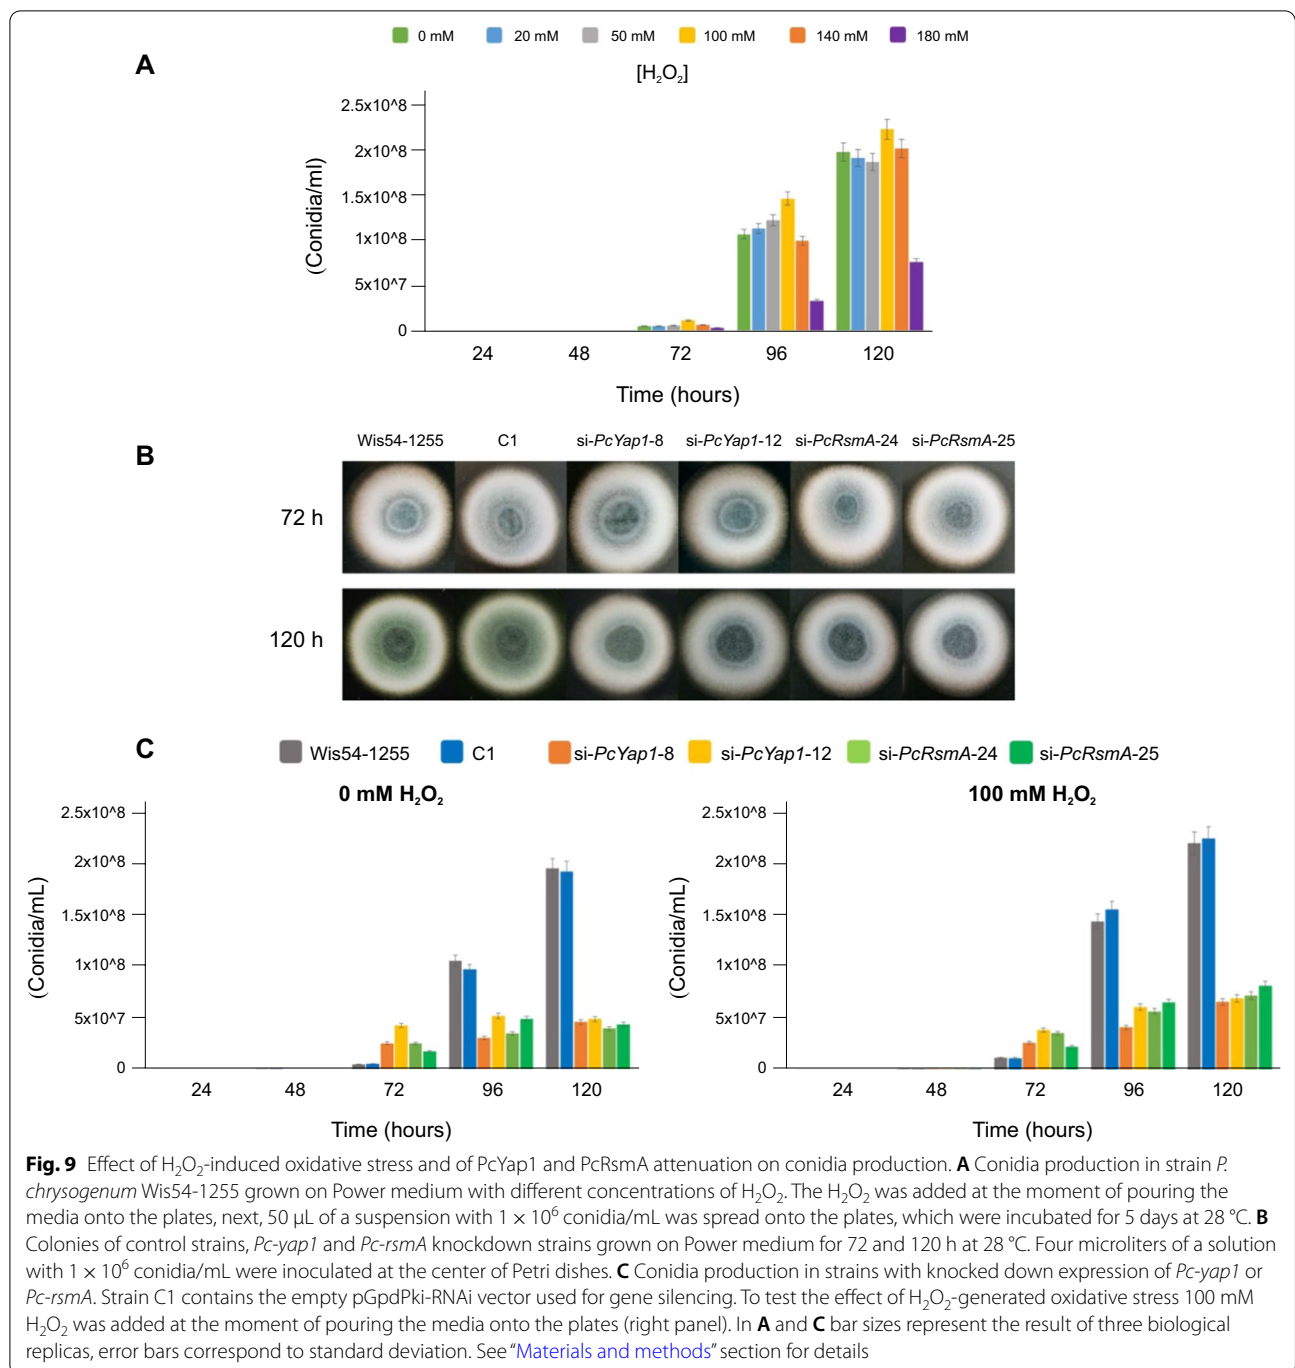 0 mM 20 mM 50 mM 100 mM 140 mM 180 mM
A
[H₂O₂]
2.5x10^8
2x10^8
1.5x10^8
1x10^8
5x10^7
0
(Conidia/ml)
24 48 72 96 120
Time (hours)
B
Wis54-1255 C1 si-PcYap1-8 si-PcYap1-12 si-PcRsmA-24 si-PcRsmA-25
72 h
120 h
C
Wis54-1255 C1 si-PcYap1-8 si-PcYap1-12 si-PcRsmA-24 si-PcRsmA-25
0 mM H₂O₂
2.5x10^8
2x10^8
1.5x10^8
1x10^8
5x10^7
0
(Conidia/mL)
24 48 72 96 120
Time (hours)
100 mM H₂O₂
2.5x10^8
2x10^8
1.5x10^8
1x10^8
5x10^7
0
(Conidia/mL)
24 48 72 96 120
Time (hours)
Fig. 9 Effect of H₂O₂-induced oxidative stress and of PcYap1 and PcRsmA attenuation on conidia production. A Conidia production in strain P.
chrysogenum Wis54-1255 grown on Power medium with different concentrations of H₂O₂. The H₂O₂ was added at the moment of pouring the
media onto the plates, next, 50 µL of a suspension with 1 × 10⁶ conidia/mL was spread onto the plates, which were incubated for 5 days at 28 °C. B
Colonies of control strains, Pc-yap1 and Pc-rsmA knockdown strains grown on Power medium for 72 and 120 h at 28 °C. Four microliters of a solution
with 1 × 10⁶ conidia/mL were inoculated at the center of Petri dishes. C Conidia production in strains with knocked down expression of Pc-yap1 or
Pc-rsmA. Strain C1 contains the empty pGpdPki-RNAi vector used for gene silencing. To test the effect of H₂O₂-generated oxidative stress 100 mM
H₂O₂ was added at the moment of pouring the media onto the plates (right panel). In A and C bar sizes represent the result of three biological
replicas, error bars correspond to standard deviation. See “Materials and methods” section for details